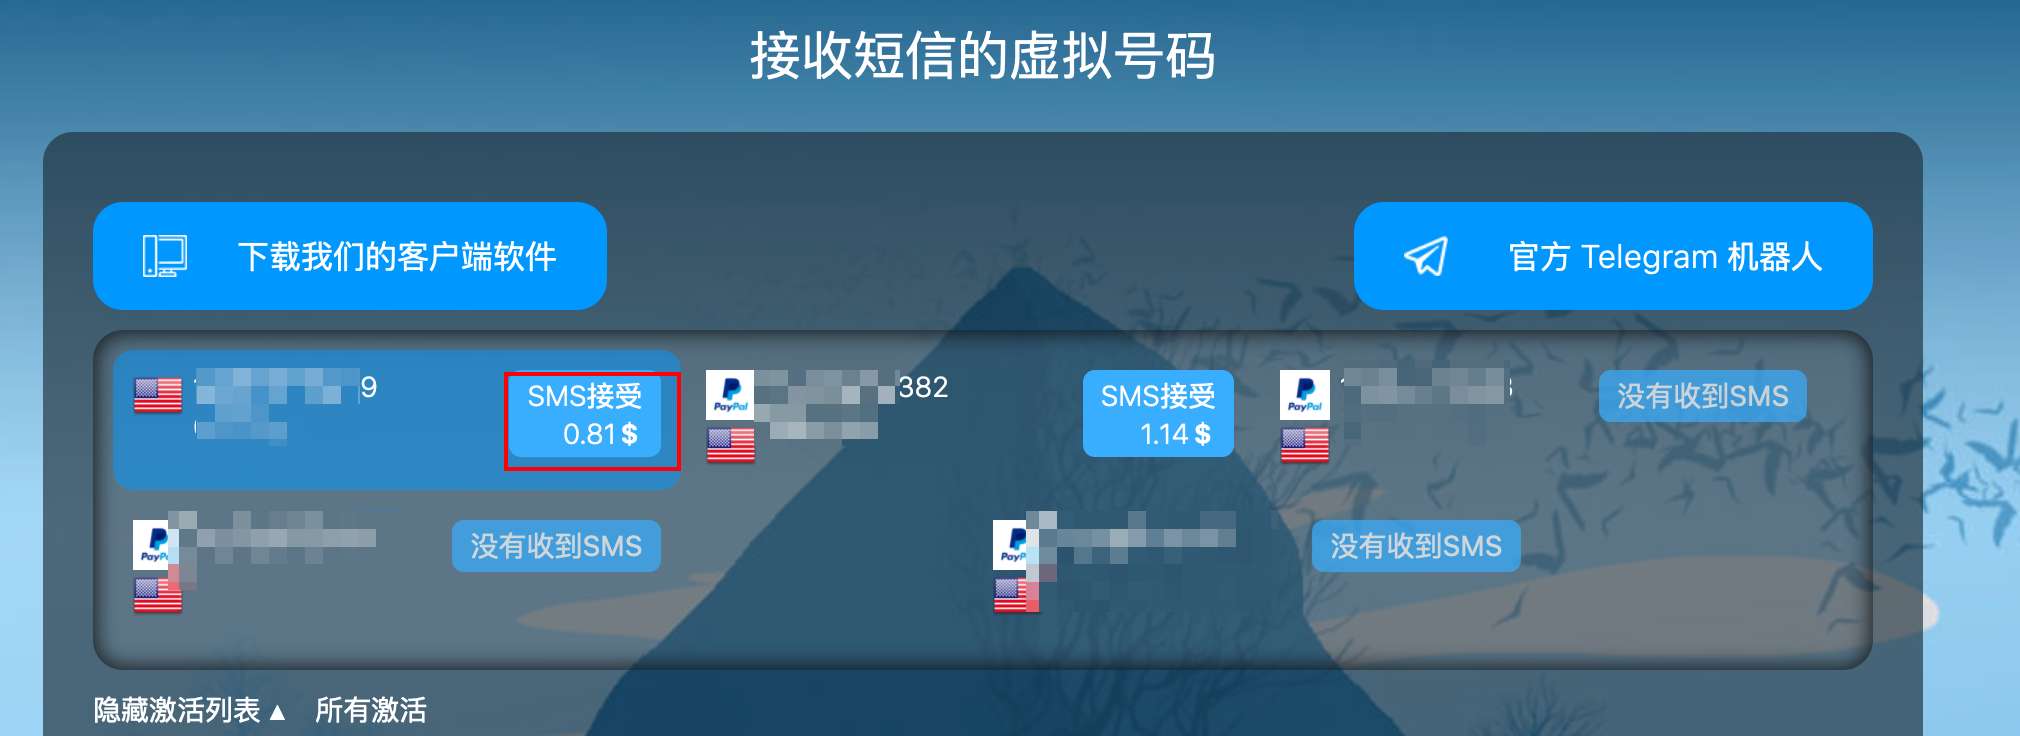 接收短信的虚拟号码
下载我们的客户端软件
官方 Telegram 机器人
9
SMS接受
0.81 $
PayPal
382
SMS接受
1.14 $
PayPal
没有收到SMS
没有收到SMS
没有收到SMS
隐藏激活列表 ▲ 所有激活